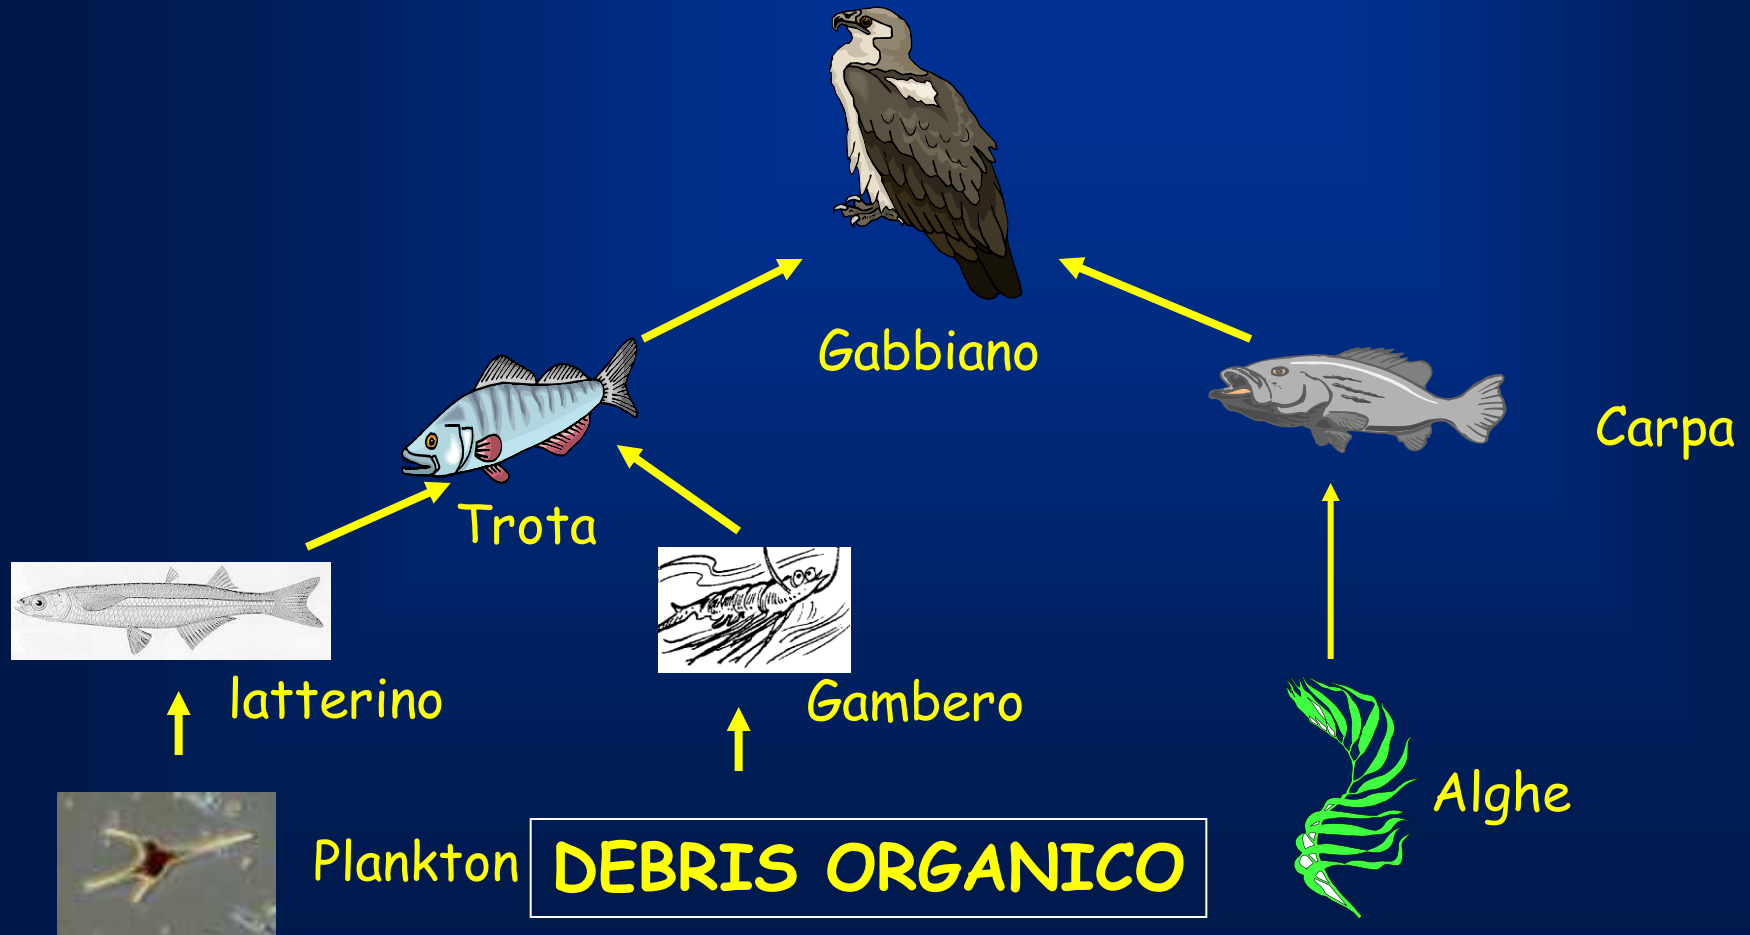 Gabbiano
Carpa
Trota
latterino
Gambero
Alghe
Plankton
DEBRIS ORGANICO